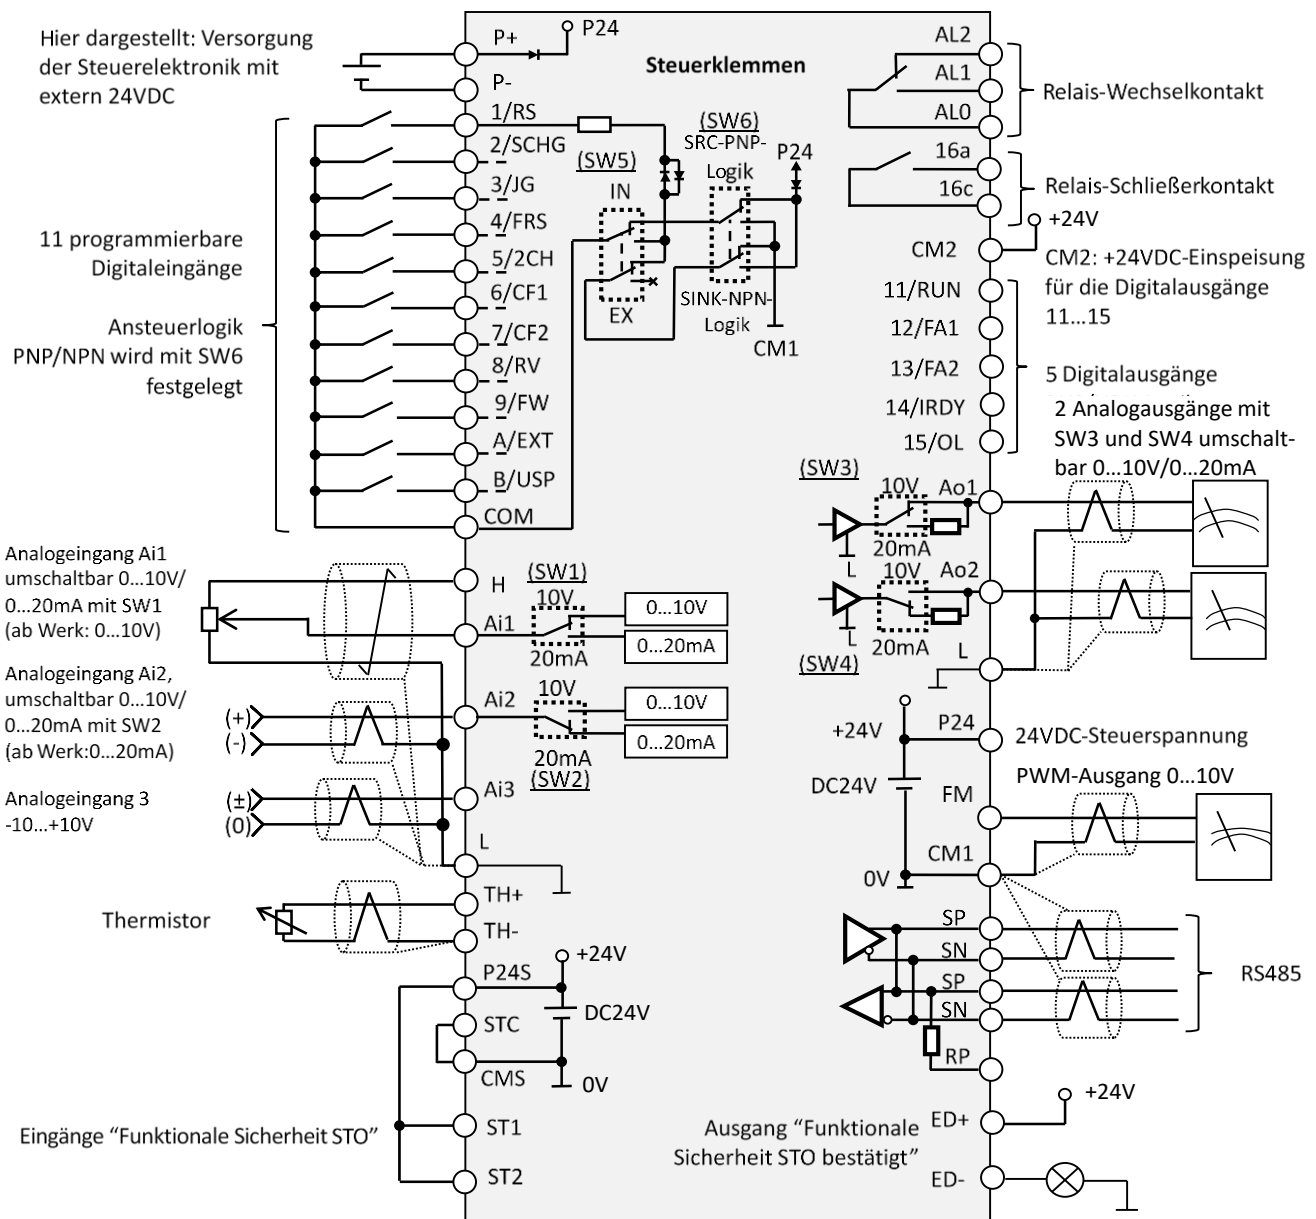 Hier dargestellt: Versorgung
der Steuerelektronik mit
extern 24VDC
P+
P24
P-
Steuerklemmen
1/RS
2/SCHG
3/JG
4/FRS
5/2CH
6/CF1
7/CF2
8/RV
9/FW
A/EXT
B/USP
COM
11 programmierbare
Digitaleingänge
Ansteuerlogik
PNP/NPN wird mit SW6
festgelegt
(SW5)
IN
EX
(SW6)
SRC-PNP-
Logik
P24
SINK-NPN-
Logik
CM1
AL2
AL1
AL0
Relais-Wechselkontakt
16a
16c
Relais-Schließerkontakt
+24V
CM2
CM2: +24VDC-Einspeisung
für die Digitalausgänge
11...15
11/RUN
12/FA1
13/FA2
14/IRDY
15/OL
5 Digitalausgänge
2 Analogausgänge mit
SW3 und SW4 umschalt-
bar 0...10V/0...20mA
(SW3)
10V
Ao1
20mA
L
10V
Ao2
20mA
L
(SW4)
L
Analogeingang Ai1
umschaltbar 0...10V/
0...20mA mit SW1
(ab Werk: 0...10V)
H
(SW1)
10V
Ai1
20mA
0...10V
0...20mA
Analogeingang Ai2,
umschaltbar 0...10V/
0...20mA mit SW2
(ab Werk:0...20mA)
(+)
(-)
Ai2
10V
20mA
(SW2)
0...10V
0...20mA
Analogeingang 3
-10...+10V
(±)
(0)
Ai3
L
+24V
P24
24VDC-Steuerspannung
DC24V
PWM-Ausgang 0...10V
FM
CM1
0V
Thermistor
TH+
TH-
SP
SN
SP
SN
RP
RS485
P24S
+24V
STC
DC24V
CMS
0V
Eingänge “Funktionale Sicherheit STO”
ST1
ST2
Ausgang “Funktionale
Sicherheit STO bestätigt”
ED+
+24V
ED-